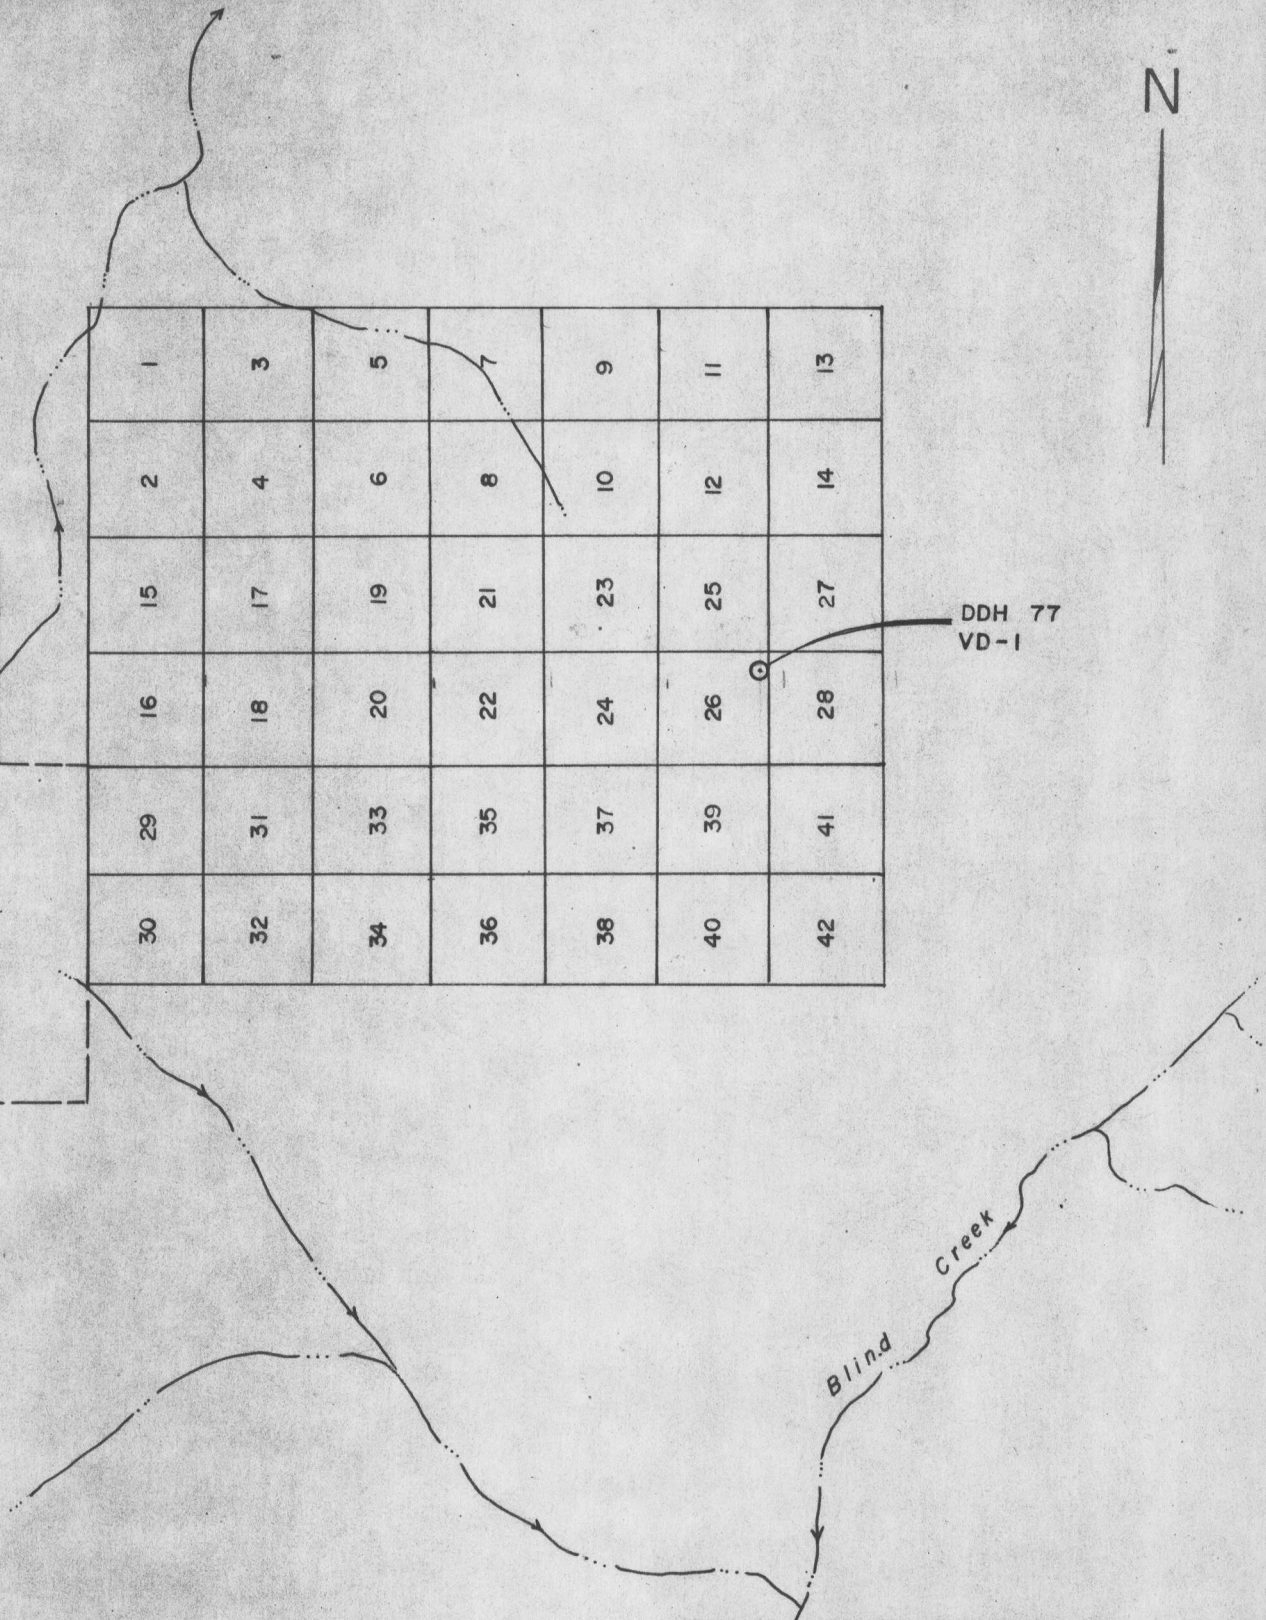 N
1 3 5 7 9 11 13
2 4 6 8 10 12 14
15 17 19 21 23 25 27
DDH 77
VD-1
16 18 20 22 24 26 28
29 31 33 35 37 39 41
30 32 34 36 38 40 42
Blind Creek